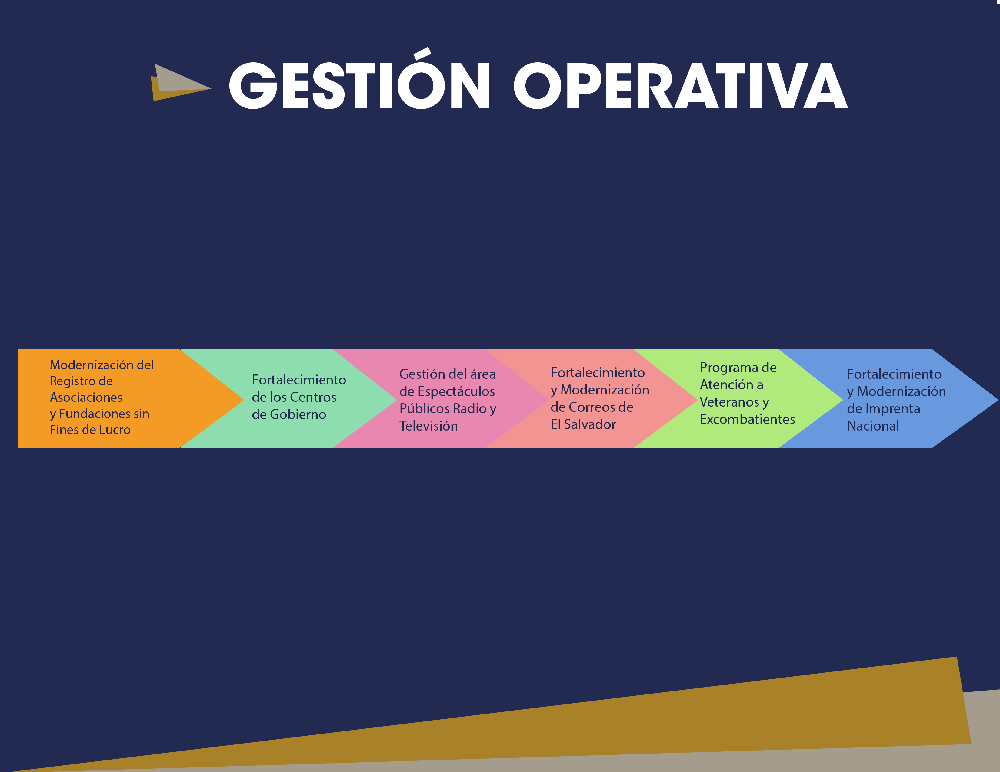 GESTIÓN OPERATIVA
Modernización del
Registro de
Asociaciones
y Fundaciones sin
Fines de Lucro
Fortalecimiento
de los Centros
de Gobierno
Gestión del área
de Espectáculos
Públicos Radio y
Televisión
Fortalecimiento
y Modernización
de Correos de
El Salvador
Programa de
Atención a
Veteranos y
Excombatientes
Fortalecimiento
y Modernización
de Imprenta
Nacional